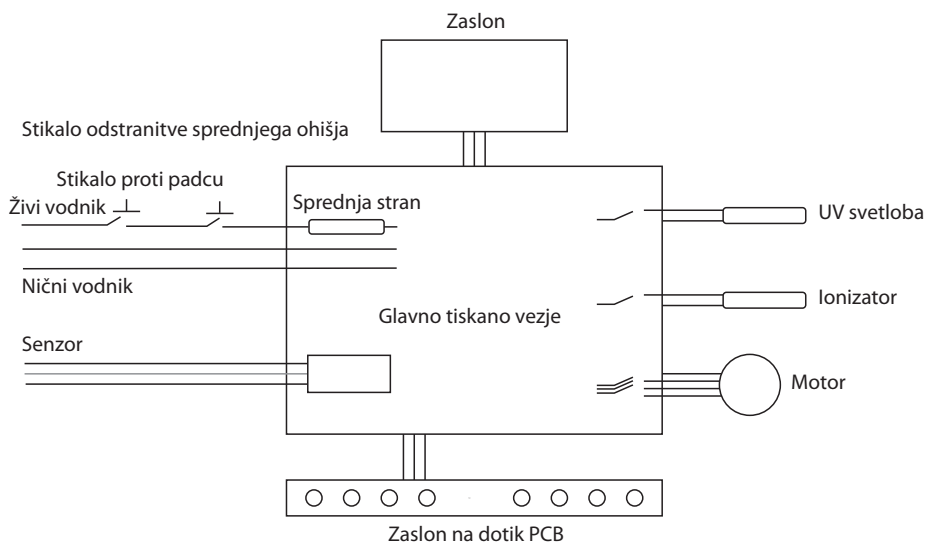 Zaslon
Stikalo odstranitve sprednjega ohišja
Stikalo proti padcu
Živi vodnik
Sprednja stran
UV svetloba
Nični vodnik
Ionizator
Glavno tiskano vezje
Senzor
Motor
Zaslon na dotik PCB